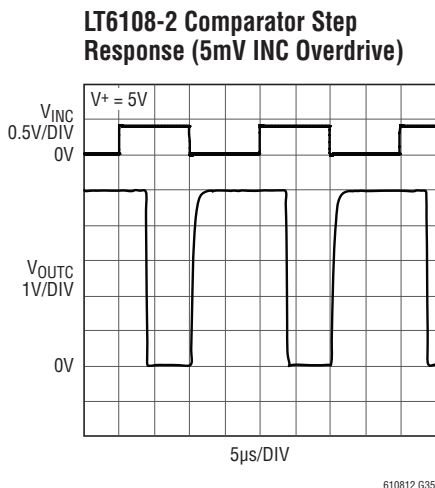 LT6108-2 Comparator Step
Response (5mV INC Overdrive)
V+ = 5V
VINC
0.5V/DIV
0V
VOUTC
1V/DIV
0V
5µs/DIV
610812 G35